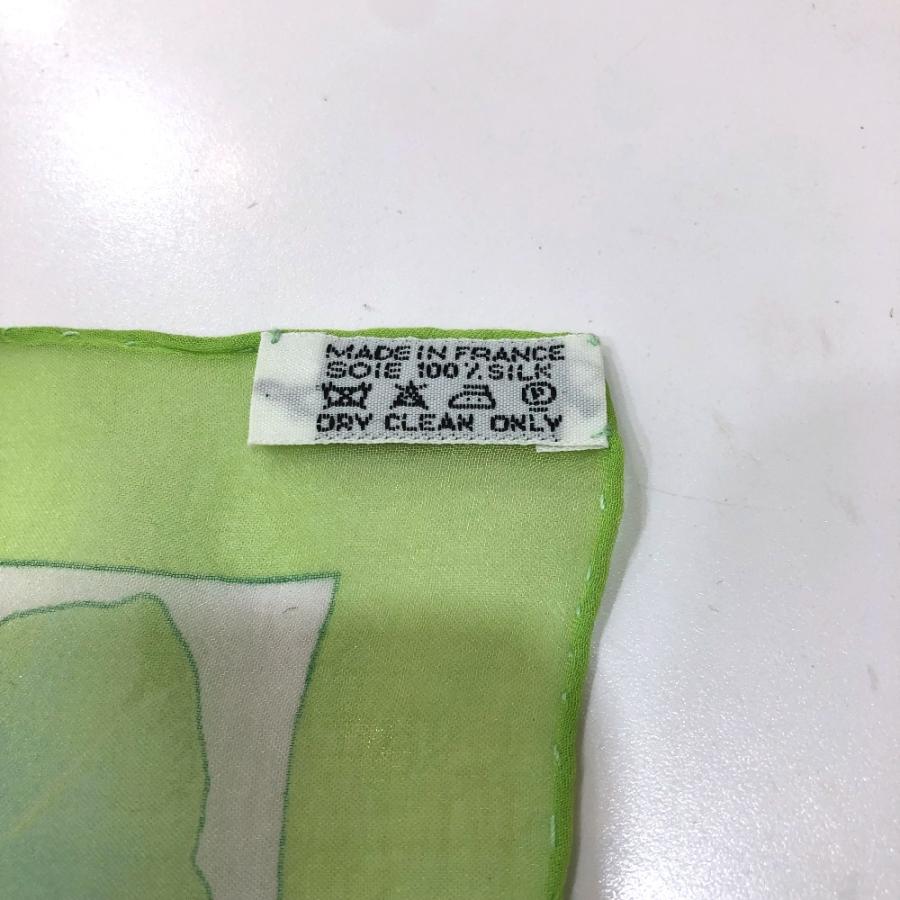 MADE IN FRANCE
SOIE 100% SILK
P
DRY CLEAN ONLY